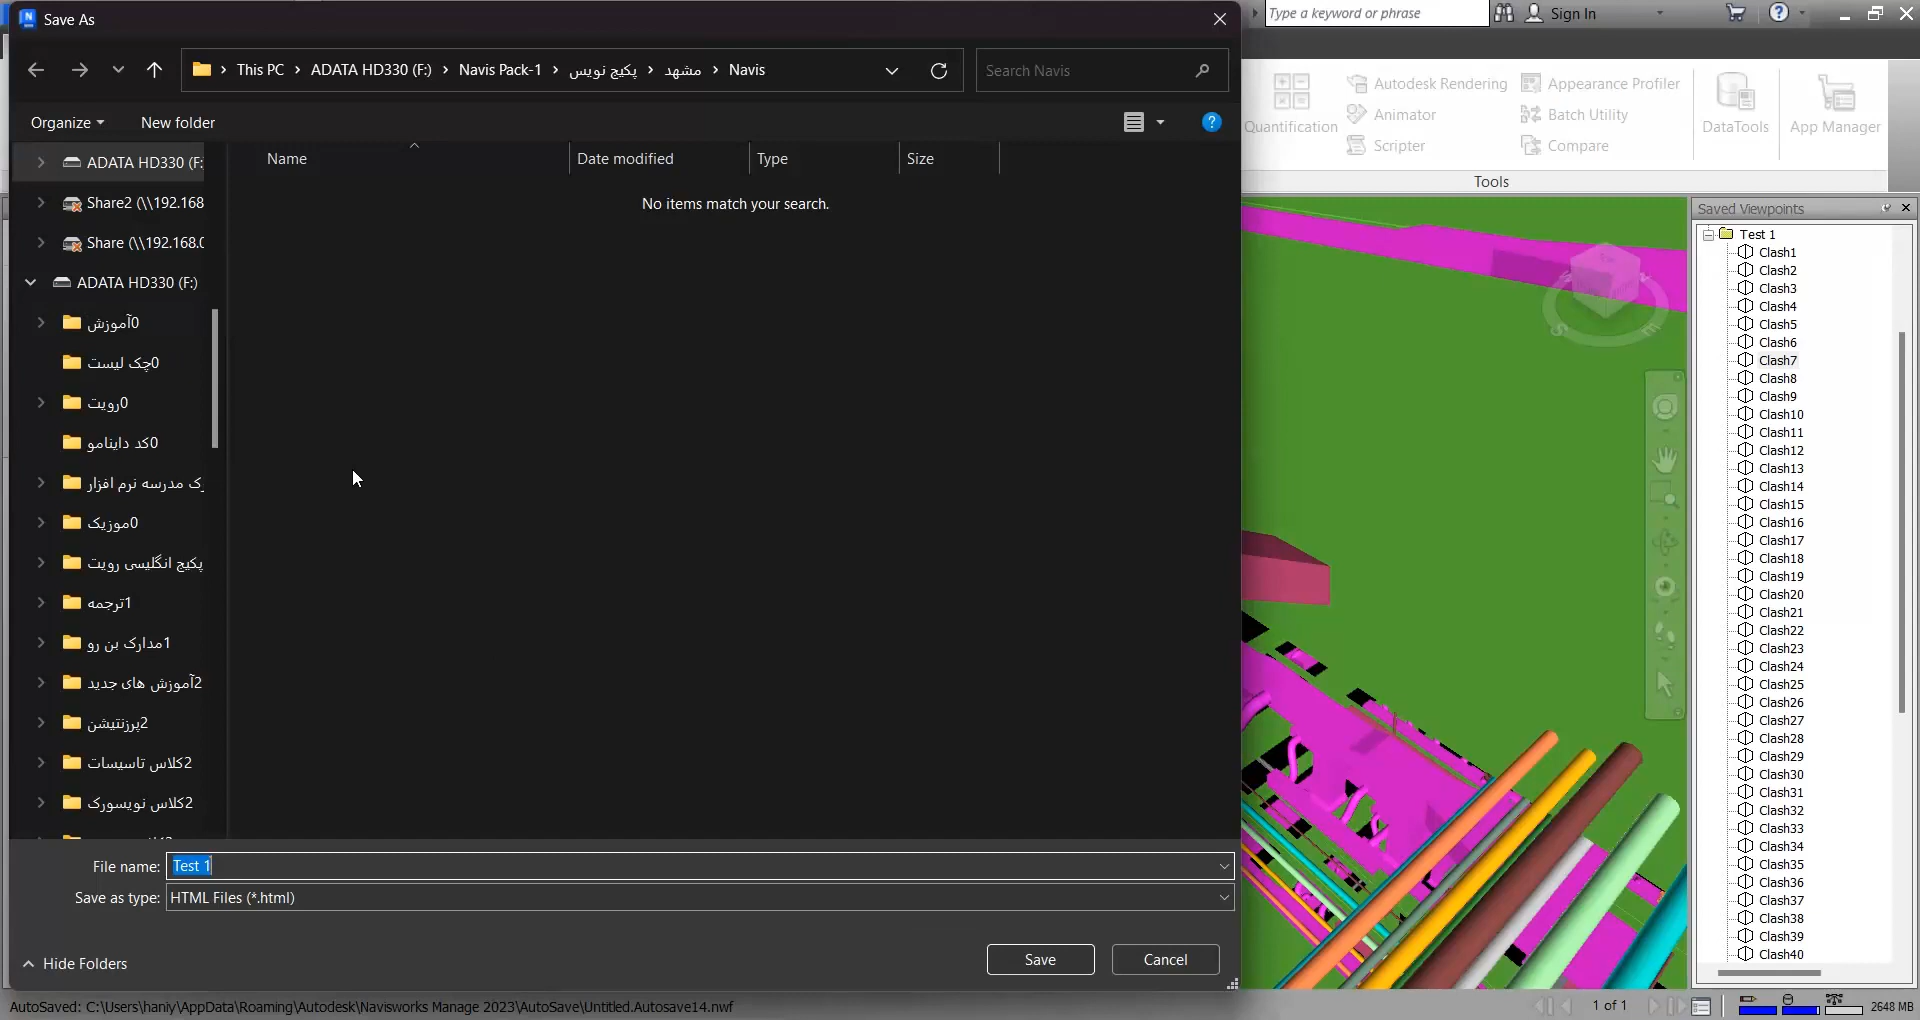 Save As
This PC > ADATA HD330 (F:) > Navis Pack-1 > پکیج نویس > مشهد > Navis
Search Navis
Organize
New folder
ADATA HD330 (F:
Share2 (\\192.168
Share (\\192.168.0
ADATA HD330 (F:)
0آموزش
0چک لیست
0رویت
0کد داینامو
ک مدرسه نرم افزار
0موزیک
پکیج انگلیسی رویت
1ترجمه
1مدارک بن رو
2آموزش های جدید
2پرزنتیشن
2کلاس تاسیسات
2کلاس نویسورک
Name
Date modified
Type
Size
No items match your search.
File name: Test 1
Save as type: HTML Files (*.html)
Hide Folders
Save
Cancel
AutoSaved: C:\Users\haniy\AppData\Roaming\Autodesk\Navisworks Manage 2023\AutoSave\Untitled.Autosave14.nwf
Type a keyword or phrase
Sign In
Quantification
Autodesk Rendering
Animator
Scripter
Appearance Profiler
Batch Utility
Compare
DataTools
App Manager
Tools
Saved Viewpoints
Test 1
Clash1
Clash2
Clash3
Clash4
Clash5
Clash6
Clash7
Clash8
Clash9
Clash10
Clash11
Clash12
Clash13
Clash14
Clash15
Clash16
Clash17
Clash18
Clash19
Clash20
Clash21
Clash22
Clash23
Clash24
Clash25
Clash26
Clash27
Clash28
Clash29
Clash30
Clash31
Clash32
Clash33
Clash34
Clash35
Clash36
Clash37
Clash38
Clash39
Clash40
S
E
1 of 1
2648 MB